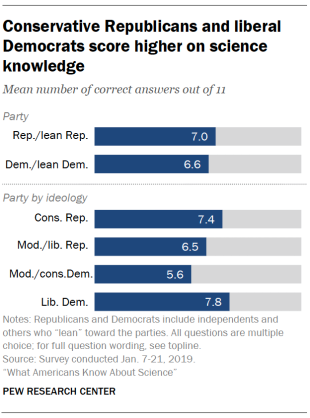 Conservative Republicans and liberal
Democrats score higher on science
knowledge
Mean number of correct answers out of 11
Party
Rep./lean Rep. 7.0
Dem./lean Dem. 6.6
Party by ideology
Cons. Rep. 7.4
Mod./lib. Rep. 6.5
Mod./cons.Dem. 5.6
Lib. Dem. 7.8
Notes: Republicans and Democrats include independents and
others who “lean” toward the parties. All questions are multiple
choice; for full question wording, see topline.
Source: Survey conducted Jan. 7-21, 2019.
“What Americans Know About Science”
PEW RESEARCH CENTER